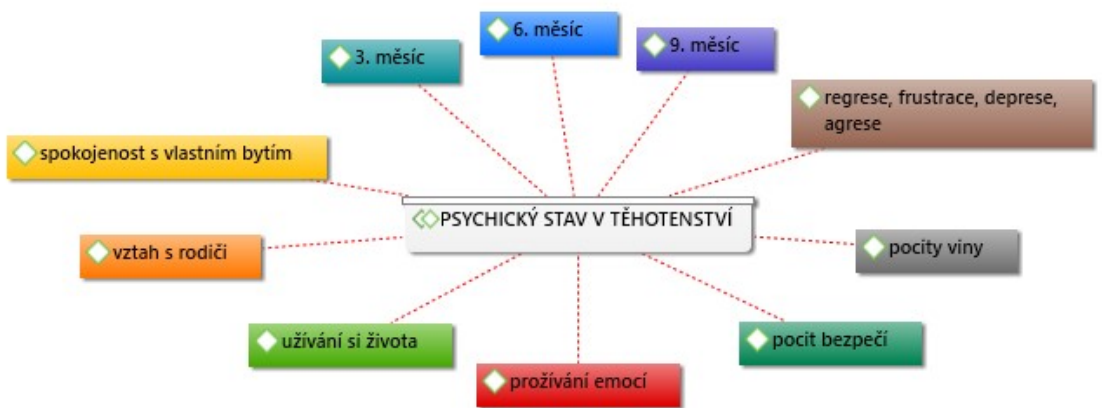 6. měsíc
3. měsíc
9. měsíc
regrese, frustrace, deprese,
agrese
spokojenost s vlastním bytím
PSYCHICKÝ STAV V TĚHOTENSTVÍ
vztah s rodiči
pocity viny
užívání si života
pocit bezpečí
prožívání emocí